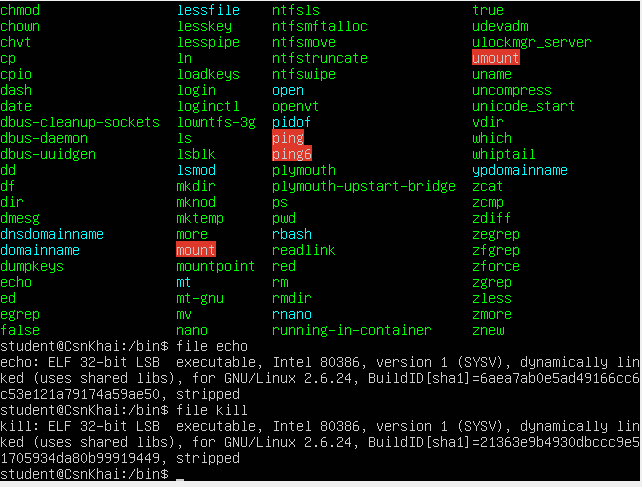 chmod lessfile ntfsls true
chown lesskey ntfsmftalloc udevadm
chvt lesspipe ntfsmove ulockmgr_server
cp ln ntfstruncate umount
cpio loadkeys ntfswipe uname
dash login open uncompress
date loginctl openvt unicode_start
dbus-cleanup-sockets lowntfs-3g pidof vdir
dbus-daemon ls ping which
dbus-uuidgen lsblk ping6 whiptail
dd lsmod plymouth ypdomainname
df mkdir plymouth-upstart-bridge zcat
dir mknod ps zcmp
dmesg mktemp pwd zdiff
dnsdomainname more rbash zegrep
domainname mount readlink zfgrep
dumpkeys mountpoint red zforce
echo mt rm zgrep
ed mt-gnu rmdir zless
egrep mv rnano zmore
false nano running-in-container znew
student@CsnKhai:/bin$ file echo
echo: ELF 32-bit LSB  executable, Intel 80386, version 1 (SYSV), dynamically lin
ked (uses shared libs), for GNU/Linux 2.6.24, BuildID[sha1]=6aea7ab0e5ad49166cc6
c53e121a79174a59ae50, stripped
student@CsnKhai:/bin$ file kill
kill: ELF 32-bit LSB  executable, Intel 80386, version 1 (SYSV), dynamically lin
ked (uses shared libs), for GNU/Linux 2.6.24, BuildID[sha1]=21363e9b4930dbccc9e5
1705934da80b99919449, stripped
student@CsnKhai:/bin$ _